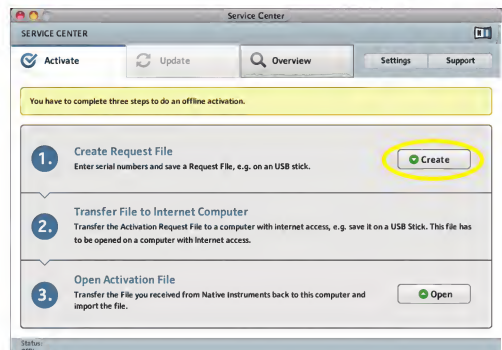 Service Center
SERVICE CENTER
Activate
Update
Overview
Settings
Support
You have to complete three steps to do an offline activation.
1.
Create Request File
Enter serial numbers and save a Request File, e.g. on an USB stick.
Create
2.
Transfer File to Internet Computer
Transfer the Activation Request File to a computer with internet access, e.g. save it on a USB Stick. This file has
to be opened on a computer with Internet access.
3.
Open Activation File
Transfer the File you received from Native Instruments back to this computer and
import the file.
Open
Status: